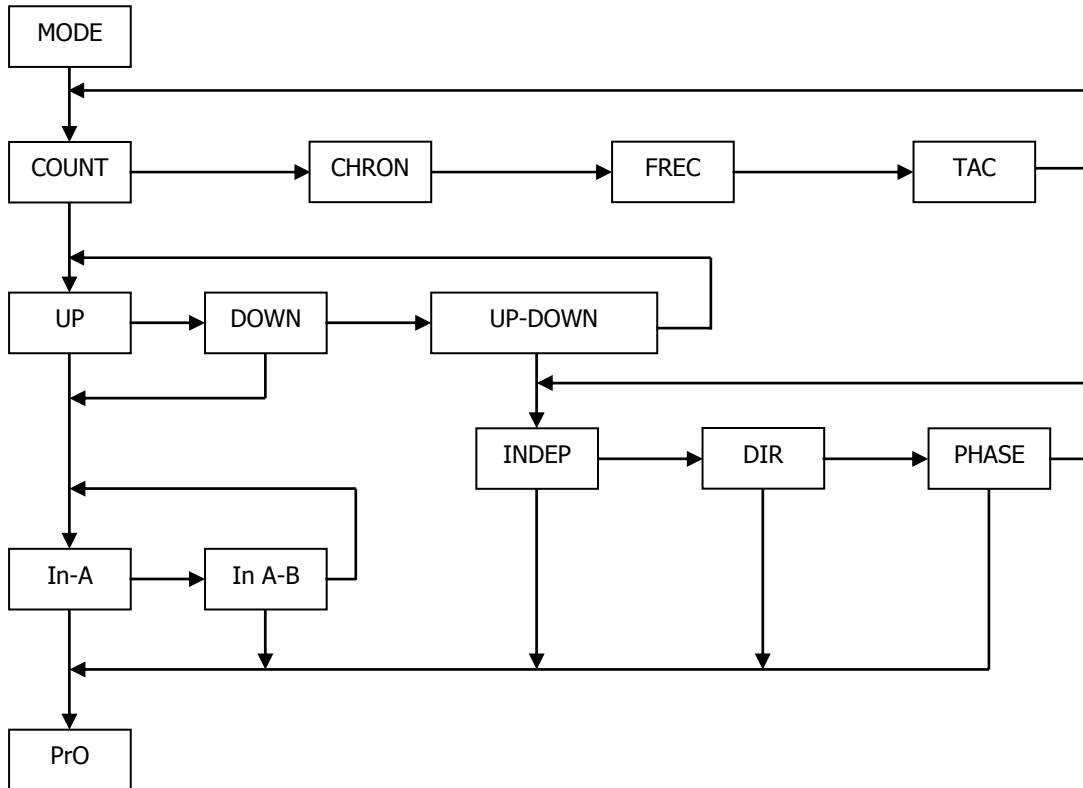 MODE
COUNT
CHRON
FREC
TAC
UP
DOWN
UP-DOWN
INDEP
DIR
PHASE
In-A
In A-B
PrO